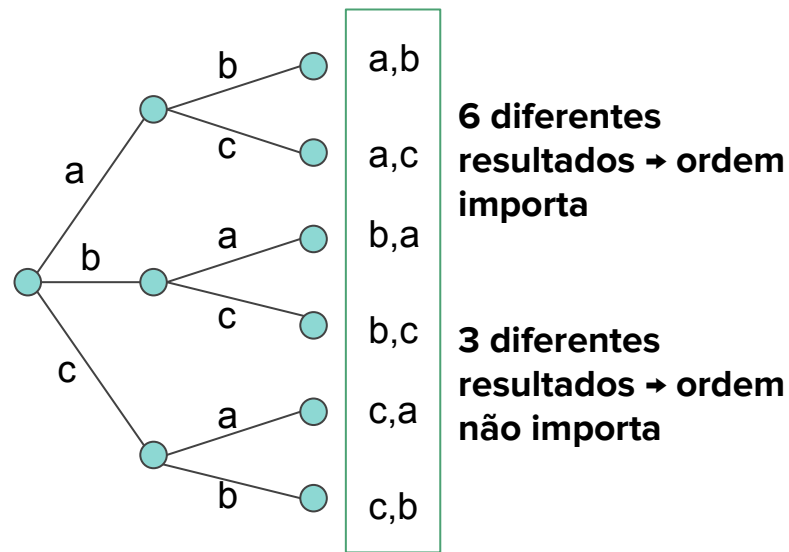 a
b
c
b
c
a
c
a
b
a,b
a,c
b,a
b,c
c,a
c,b
6 diferentes
resultados → ordem
importa
3 diferentes
resultados → ordem
não importa